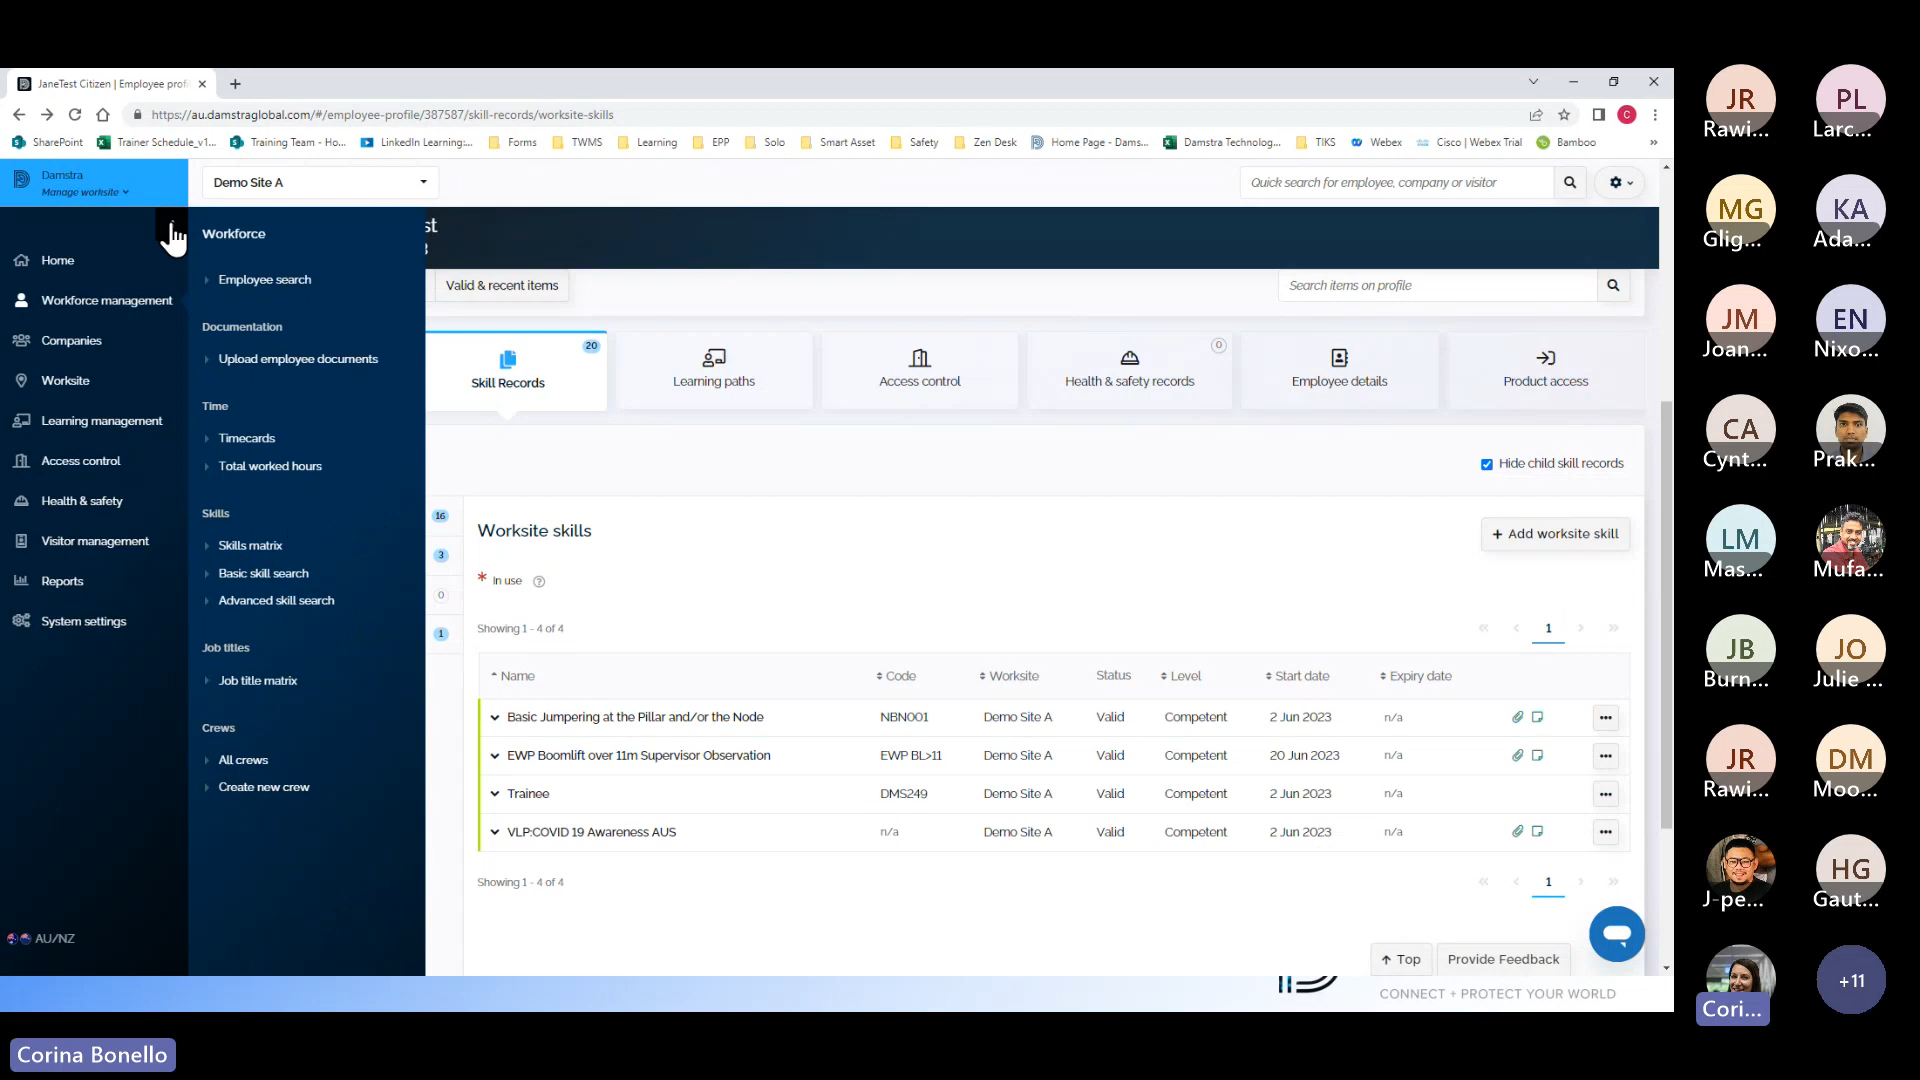 JaneTest Citizen | Employee profi
https://au.damstraglobal.com/#/employee-profile/387587/skill-records/worksite-skills
C
SharePoint
Trainer Schedule_v1...
Training Team - Ho...
LinkedIn Learning:...
Forms
TWMS
Learning
EPP
Solo
Smart Asset
Safety
Zen Desk
Home Page - Dams...
Damstra Technolog...
TIKS
Webex
Cisco | Webex Trial
Bamboo
»
Damstra
Manage worksite
Demo Site A
Quick search for employee, company or visitor
Home
Workforce management
Companies
Worksite
Learning management
Access control
Health & safety
Visitor management
Reports
System settings
AU/NZ
Workforce
Employee search
Documentation
Upload employee documents
Time
Timecards
Total worked hours
Skills
Skills matrix
Basic skill search
Advanced skill search
Job titles
Job title matrix
Crews
All crews
Create new crew
st
Valid & recent items
Search items on profile
Skill Records
20
Learning paths
Access control
Health & safety records
0
Employee details
Product access
Hide child skill records
16
3
0
1
Worksite skills
+ Add worksite skill
* In use ?
Showing 1 - 4 of 4
« ‹ 1 › »
Name Code Worksite Status Level Start date Expiry date
Basic Jumpering at the Pillar and/or the Node NBN001 Demo Site A Valid Competent 2 Jun 2023 n/a
EWP Boomlift over 11m Supervisor Observation EWP BL>11 Demo Site A Valid Competent 20 Jun 2023 n/a
Trainee DMS249 Demo Site A Valid Competent 2 Jun 2023 n/a
VLP:COVID 19 Awareness AUS n/a Demo Site A Valid Competent 2 Jun 2023 n/a
Showing 1 - 4 of 4
« ‹ 1 › »
Top
Provide Feedback
CONNECT + PROTECT YOUR WORLD
Corina Bonello
JR
Rawi...
PL
Larc...
MG
Glig...
KA
Ada...
JM
Joan...
EN
Nixo...
CA
Cynt...
Prak...
LM
Mas...
Mufa...
JB
Burn...
JO
Julie ...
JR
Rawi...
DM
Moo...
J-pe...
HG
Gaut...
Cori...
+11